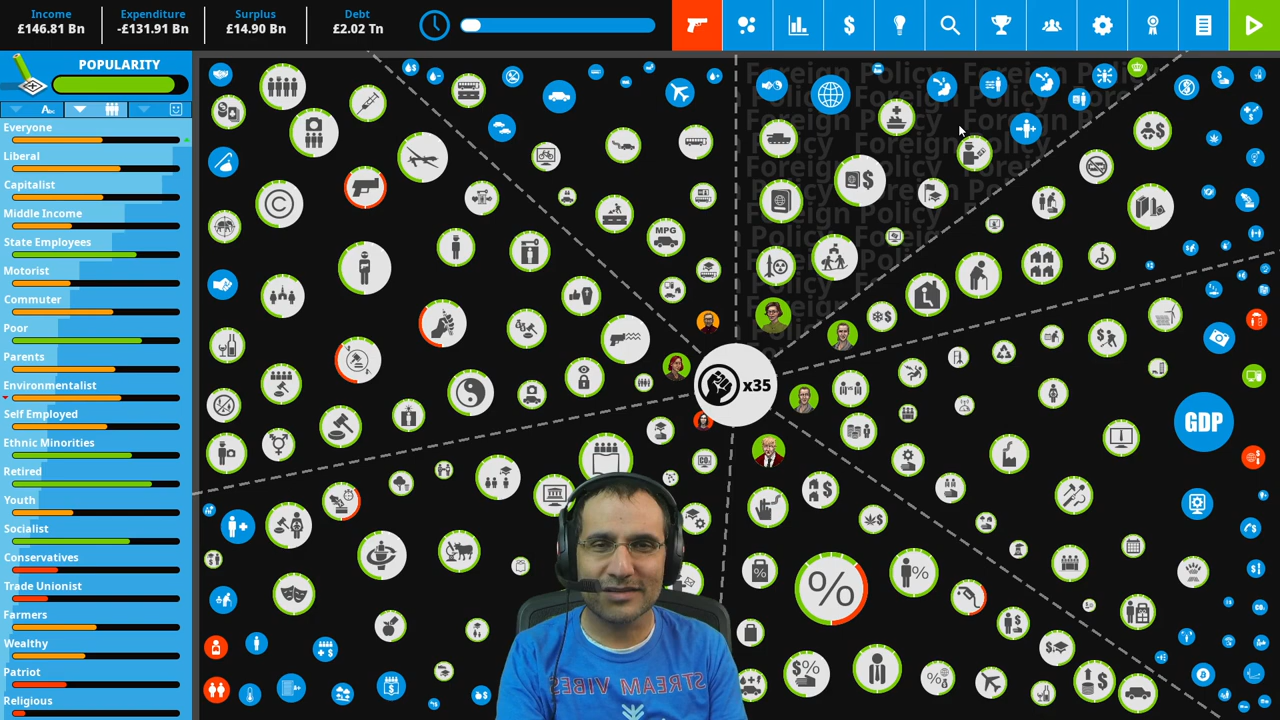 Income Expenditure Surplus Debt
£146.81 Bn -£131.91 Bn £14.90 Bn £2.02 Tn
POPULARITY
Everyone
Liberal
Capitalist
Middle Income
State Employees
Motorist
Commuter
Poor
Parents
Environmentalist
Self Employed
Ethnic Minorities
Retired
Youth
Socialist
Conservatives
Trade Unionist
Farmers
Wealthy
Patriot
Religious
Foreign Policy
MPG
x35
GDP
%
STREAM VIBES